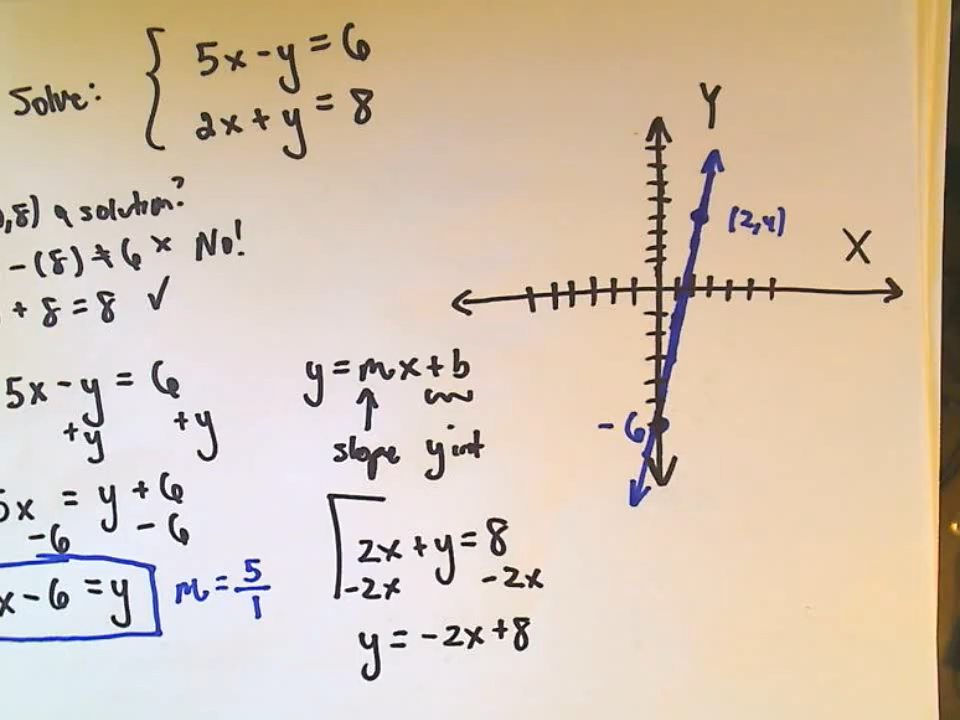 Solve: { 5x-y=6
2x+y=8
,8) a solution?
-(8) ≠ 6 × No!
+ 8 = 8 ✓
5x-y=6
+y +y
5x = y+6
-6 -6
x-6=y m=5/1
y=mx+b
↑
slope y int
2x+y=8
-2x -2x
y=-2x+8
Y
(2,4)
X
-6